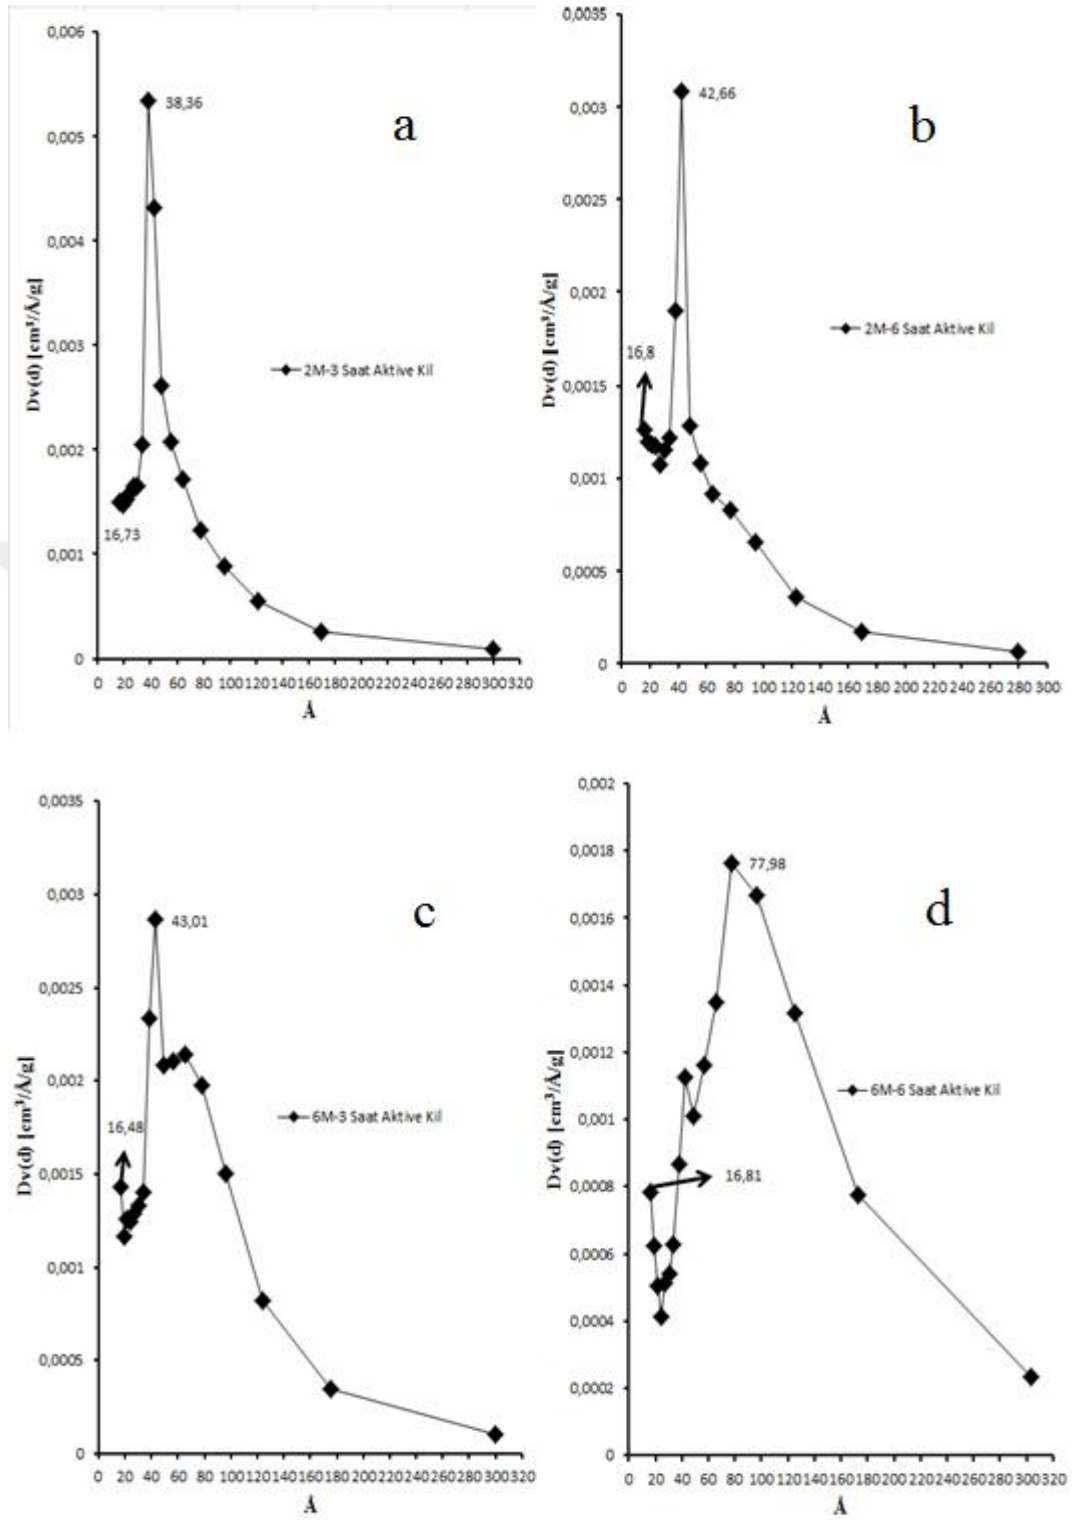 0,006
0,005
0,004
0,003
0,002
0,001
0
Dv(d) [cm³/Å/g]
38,36
a
2M-3 Saat Aktive Kil
16,73
0 20 40 60 80 100 120 140 160 180 200 220 240 260 280 300 320
Å
0,0035
0,003
0,0025
0,002
0,0015
0,001
0,0005
0
Dv(d) [cm³/Å/g]
42,66
b
2M-6 Saat Aktive Kil
16,8
0 20 40 60 80 100 120 140 160 180 200 220 240 260 280 300
Å
0,0035
0,003
0,0025
0,002
0,0015
0,001
0,0005
0
Dv(d) [cm³/Å/g]
43,01
c
6M-3 Saat Aktive Kil
16,48
0 20 40 60 80 100 120 140 160 180 200 220 240 260 280 300 320
Å
0,002
0,0018
0,0016
0,0014
0,0012
0,001
0,0008
0,0006
0,0004
0,0002
0
Dv(d) [cm³/Å/g]
77,98
d
6M-6 Saat Aktive Kil
16,81
0 20 40 60 80 100 120 140 160 180 200 220 240 260 280 300 320
Å